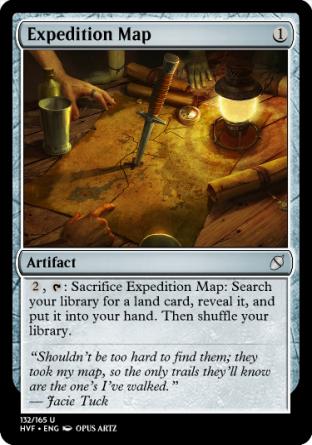 Expedition Map 1
Artifact
2, T: Sacrifice Expedition Map: Search
your library for a land card, reveal it, and
put it into your hand. Then shuffle your
library.
“Shouldn't be too hard to find them; they
took my map, so the only trails they'll know
are the one's I've walked.”
— Jacie Tuck
132/165 U
HVF • ENG OPUS ARTZ